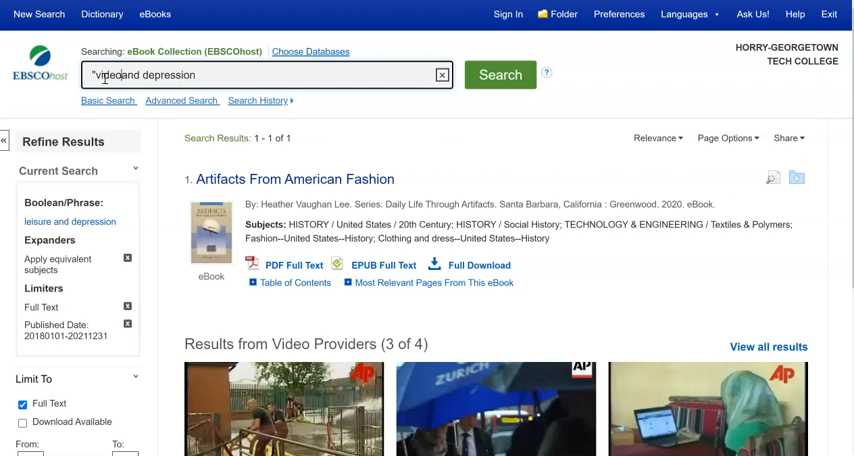 New Search Dictionary eBooks Sign In Folder Preferences Languages Ask Us! Help Exit
Searching: eBook Collection (EBSCOhost) Choose Databases
HORRY-GEORGETOWN
TECH COLLEGE
EBSCOhost
"videoand depression
Search
Basic Search Advanced Search Search History
Refine Results
Search Results: 1 - 1 of 1
Relevance Page Options Share
Current Search
1. Artifacts From American Fashion
Boolean/Phrase:
leisure and depression
By: Heather Vaughan Lee. Series: Daily Life Through Artifacts. Santa Barbara, California : Greenwood. 2020. eBook.
Subjects: HISTORY / United States / 20th Century; HISTORY / Social History; TECHNOLOGY & ENGINEERING / Textiles & Polymers;
Fashion--United States--History; Clothing and dress--United States--History
Expanders
Apply equivalent
subjects
PDF Full Text EPUB Full Text Full Download
eBook
Table of Contents Most Relevant Pages From This eBook
Limiters
Full Text
Published Date:
20180101-20211231
Results from Video Providers (3 of 4)
View all results
Limit To
Full Text
Download Available
From: To:
AP
ZURICH
AP
AP